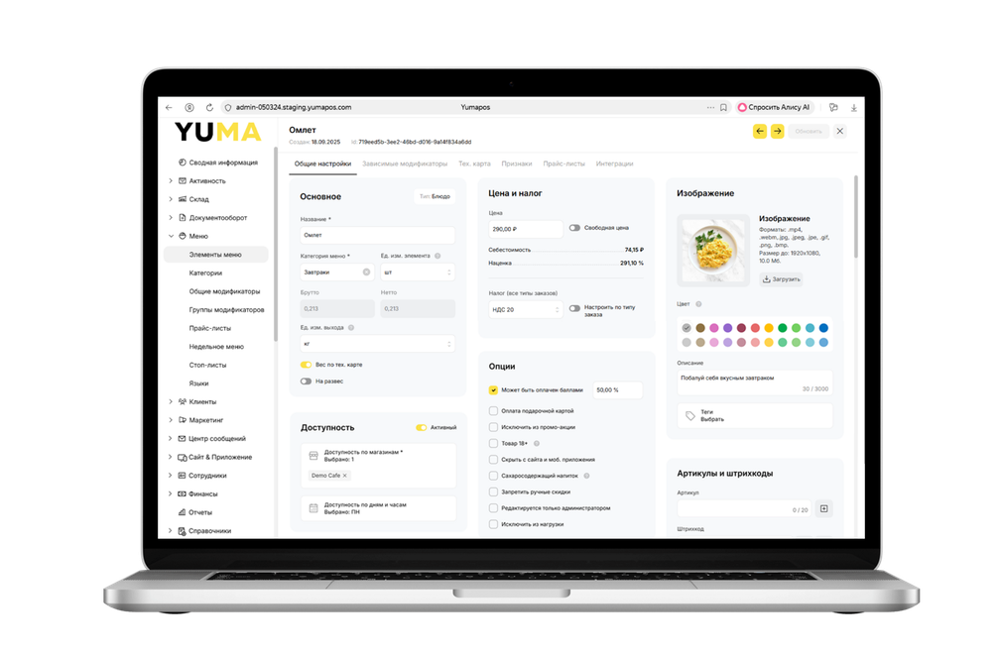 admin-050324.staging.yumapos.com
Yumapos
Спросить Алису AI
YUMA
Сводная информация
Активность
Склад
Документооборот
Меню
Элементы меню
Категории
Общие модификаторы
Группы модификаторов
Прайс-листы
Недельное меню
Стоп-листы
Языки
Клиенты
Маркетинг
Центр сообщений
Сайт & Приложение
Сотрудники
Финансы
Отчеты
Справочники
Омлет
Создан: 18.09.2025 Id: 719eed5b-3ee2-46bd-d016-9a14f834a6dd
Обновить
Общие настройки
Зависимые модификаторы
Тех. карта
Признаки
Прайс-листы
Интеграции
Основное
Тип: Блюдо
Название *
Омлет
Категория меню *
Ед. изм. элемента
Завтраки
шт
Брутто
Нетто
0,213
0,213
Ед. изм. выхода
кг
Вес по тех. карте
На развес
Доступность
Активный
Доступность по магазинам *
Выбрано: 1
Demo Cafe
Доступность по дням и часам
Выбрано: ПН
Цена и налог
Цена
290,00 ₽
Свободная цена
Себестоимость 74,15 ₽
Наценка 291,10 %
Налог (все типы заказов)
НДС 20
Настроить по типу
заказа
Опции
Может быть оплачен баллами
50,00 %
Оплата подарочной картой
Исключить из промо-акции
Товар 18+
Скрыть с сайта и моб. приложения
Сахаросодержащий напиток
Запретить ручные скидки
Редактируется только администратором
Исключить из нагрузки
Изображение
Изображение
Форматы: .mp4,
.webm,.jpg, .jpeg, .jpe, .gif,
.png, .bmp.
Размер до: 1920x1080,
10.0 Мб.
Загрузить
Цвет
Описание
Побалуй себя вкусным завтраком
30 / 3000
Теги
Выбрать
Артикулы и штрихкоды
Артикул
0 / 20
Штрихкод